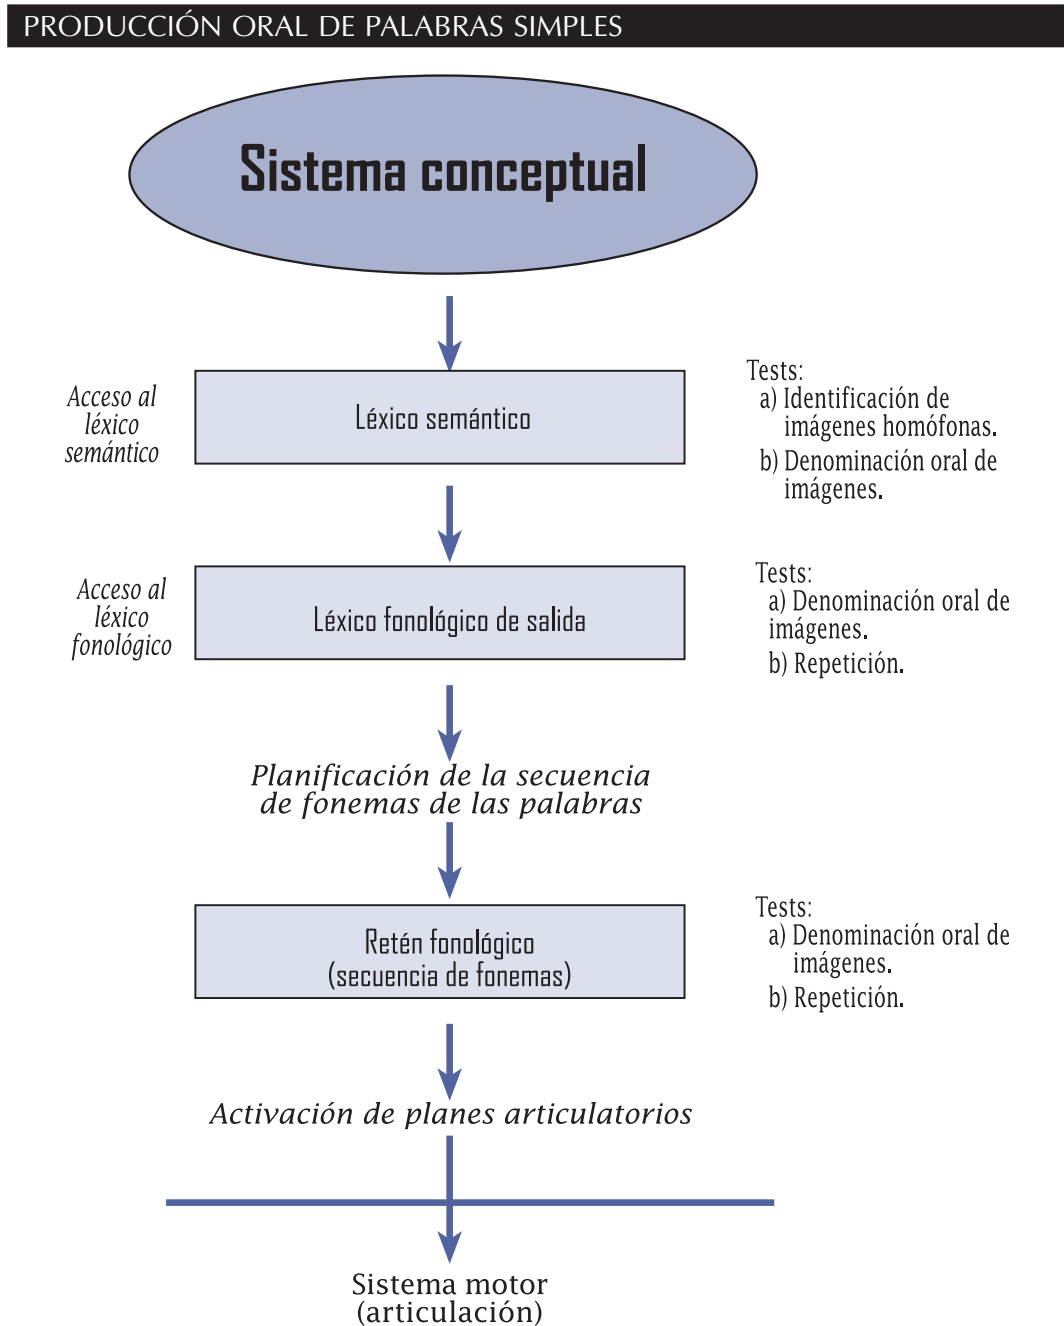 PRODUCCIÓN ORAL DE PALABRAS SIMPLES
Sistema conceptual
Acceso al
léxico
semántico
Léxico semántico
Tests:
a) Identificación de
imágenes homófonas.
b) Denominación oral de
imágenes.
Acceso al
léxico
fonológico
Léxico fonológico de salida
Tests:
a) Denominación oral de
imágenes.
b) Repetición.
Planificación de la secuencia
de fonemas de las palabras
Retén fonológico
(secuencia de fonemas)
Tests:
a) Denominación oral de
imágenes.
b) Repetición.
Activación de planes articulatorios
Sistema motor
(articulación)